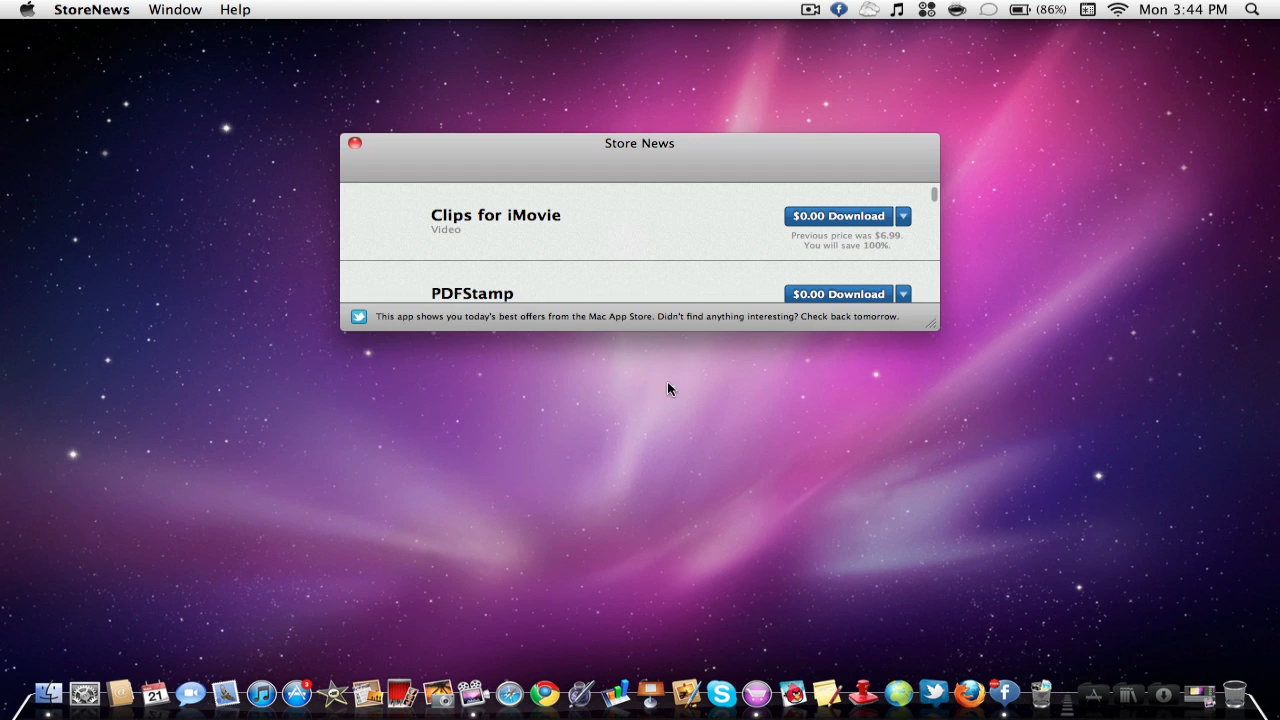 StoreNews Window Help (86%) Mon 3:44 PM
Store News
Clips for iMovie
Video
$0.00 Download
Previous price was $6.99.
You will save 100%.
PDFStamp
$0.00 Download
This app shows you today's best offers from the Mac App Store. Didn't find anything interesting? Check back tomorrow.
21
3